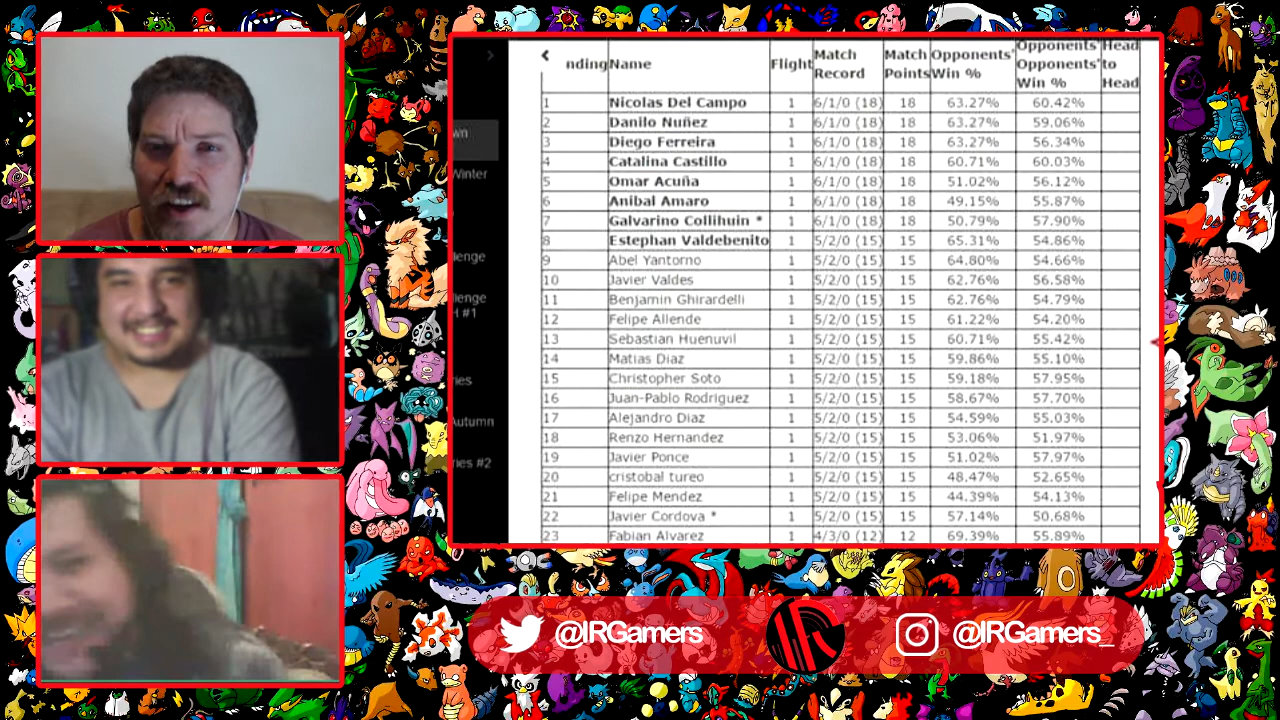 nding Name Flight Match Record Match Points Opponents' Win % Opponents' Opponents' Win % Head to Head
1 Nicolas Del Campo 1 6/1/0 (18) 18 63.27% 60.42%
2 Danilo Nuñez 1 6/1/0 (18) 18 63.27% 59.06%
3 Diego Ferreira 1 6/1/0 (18) 18 63.27% 56.34%
4 Catalina Castillo 1 6/1/0 (18) 18 60.71% 60.03%
5 Omar Acuña 1 6/1/0 (18) 18 51.02% 56.12%
6 Anibal Amaro 1 6/1/0 (18) 18 49.15% 55.87%
7 Galvarino Collihuin * 1 6/1/0 (18) 18 50.79% 57.90%
8 Estephan Valdebenito 1 5/2/0 (15) 15 65.31% 54.86%
9 Abel Yantorno 1 5/2/0 (15) 15 64.80% 54.66%
10 Javier Valdes 1 5/2/0 (15) 15 62.76% 56.58%
11 Benjamin Ghirardelli 1 5/2/0 (15) 15 62.76% 54.79%
12 Felipe Allende 1 5/2/0 (15) 15 61.22% 54.20%
13 Sebastian Huenuvil 1 5/2/0 (15) 15 60.71% 55.42%
14 Matias Diaz 1 5/2/0 (15) 15 59.86% 55.10%
15 Christopher Soto 1 5/2/0 (15) 15 59.18% 57.95%
16 Juan-Pablo Rodriguez 1 5/2/0 (15) 15 58.67% 57.70%
17 Alejandro Diaz 1 5/2/0 (15) 15 54.59% 55.03%
18 Renzo Hernandez 1 5/2/0 (15) 15 53.06% 51.97%
19 Javier Ponce 1 5/2/0 (15) 15 51.02% 57.97%
20 cristobal tureo 1 5/2/0 (15) 15 48.47% 52.65%
21 Felipe Mendez 1 5/2/0 (15) 15 44.39% 54.13%
22 Javier Cordova * 1 5/2/0 (15) 15 57.14% 50.68%
23 Fabian Alvarez 1 4/3/0 (12) 12 69.39% 55.89%
wn
Winter
lenge
lenge
#1
ries
Autumn
ries #2
@IRGamers
IR
@IRGamers_